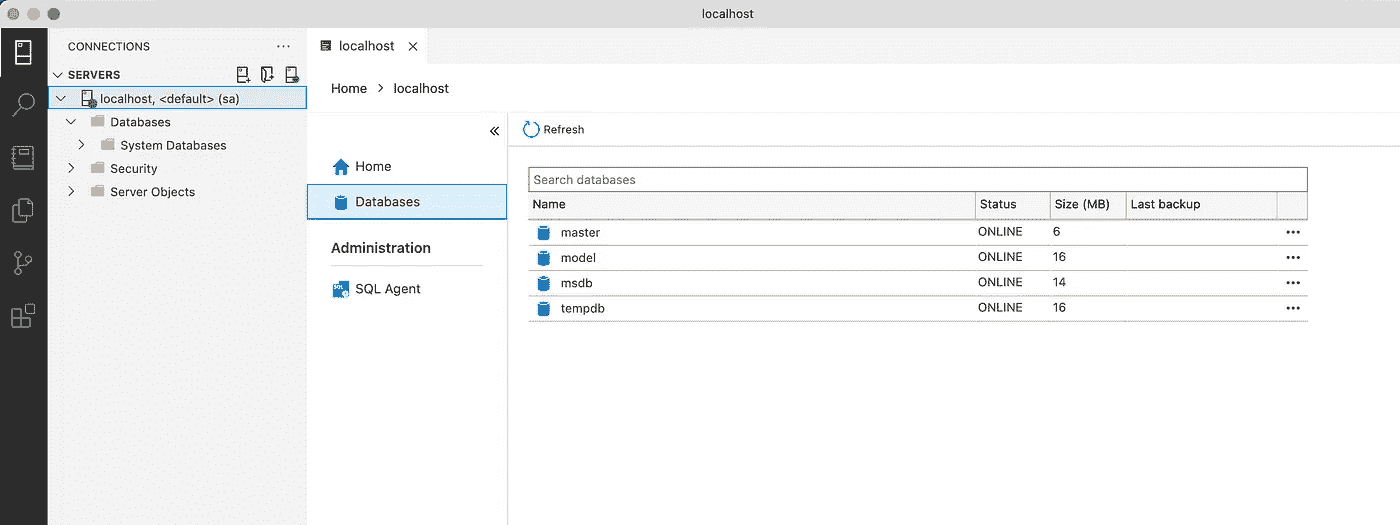 localhost
CONNECTIONS
SERVERS
localhost, <default> (sa)
Databases
System Databases
Security
Server Objects
localhost
Home > localhost
Home
Databases
Administration
SQL Agent
Refresh
Search databases
Name Status Size (MB) Last backup
master ONLINE 6
model ONLINE 16
msdb ONLINE 14
tempdb ONLINE 16